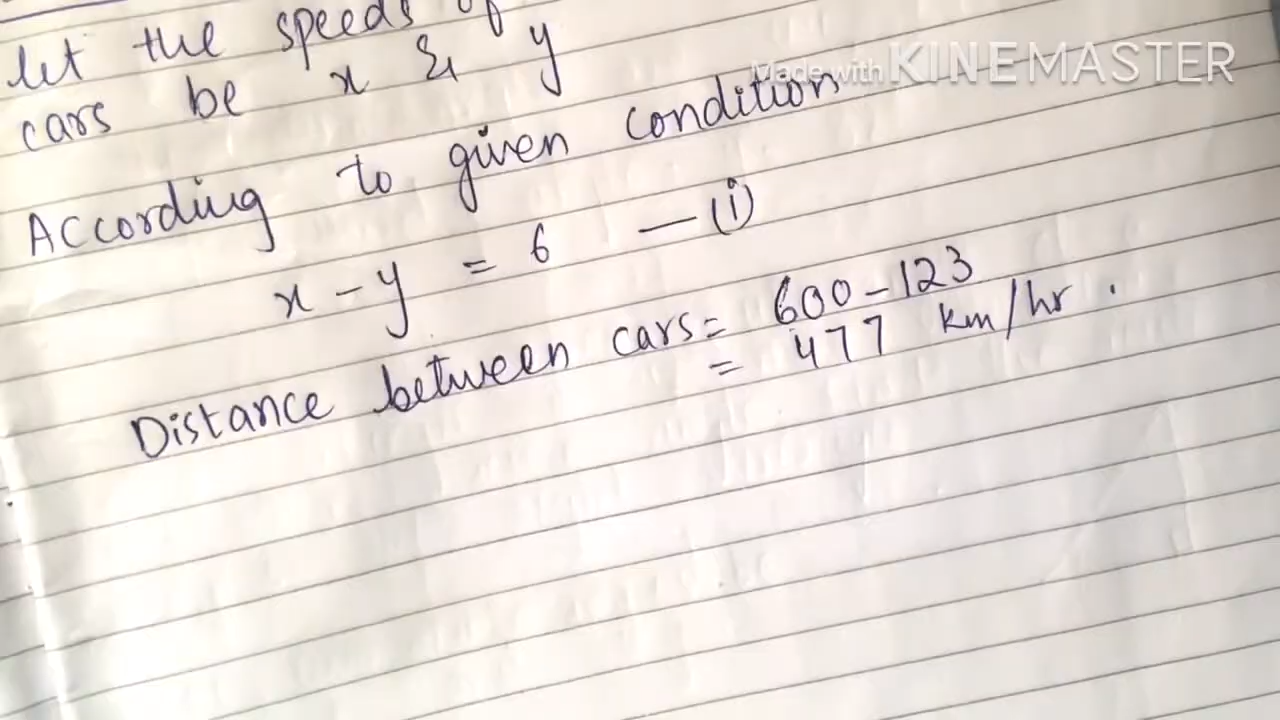 let the speeds of
cars be x & y
According to given condition
x - y = 6 — (i)
Distance between cars = 600 - 123
= 477 km/hr .
Made with KINEMASTER